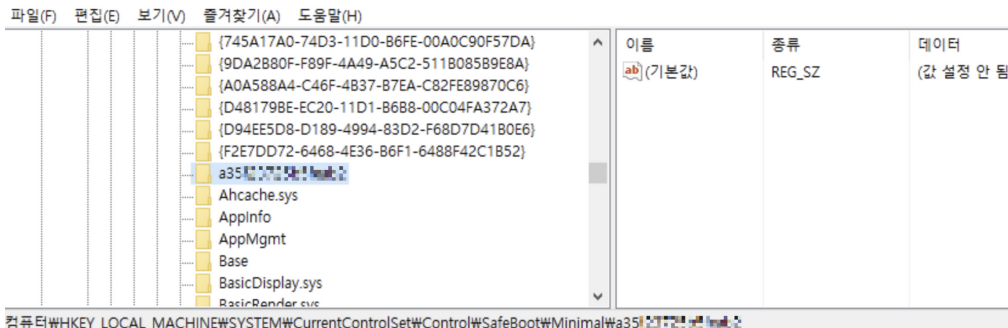 파일(F) 편집(E) 보기(V) 즐겨찾기(A) 도움말(H)
{745A17A0-74D3-11D0-B6FE-00A0C90F57DA}
{9DA2B80F-F89F-4A49-A5C2-511B085B9E8A}
{A0A588A4-C46F-4B37-B7EA-C82FE89870C6}
{D48179BE-EC20-11D1-B6B8-00C04FA372A7}
{D94EE5D8-D189-4994-83D2-F68D7D41B0E6}
{F2E7DD72-6468-4E36-B6F1-6488F42C1B52}
a35
Ahcache.sys
AppInfo
AppMgmt
Base
BasicDisplay.sys
BasicRender.sys
이름 종류 데이터
ab (기본값) REG_SZ (값 설정 안 됨
컴퓨터₩HKEY_LOCAL_MACHINE₩SYSTEM₩CurrentControlSet₩Control₩SafeBoot₩Minimal₩a35